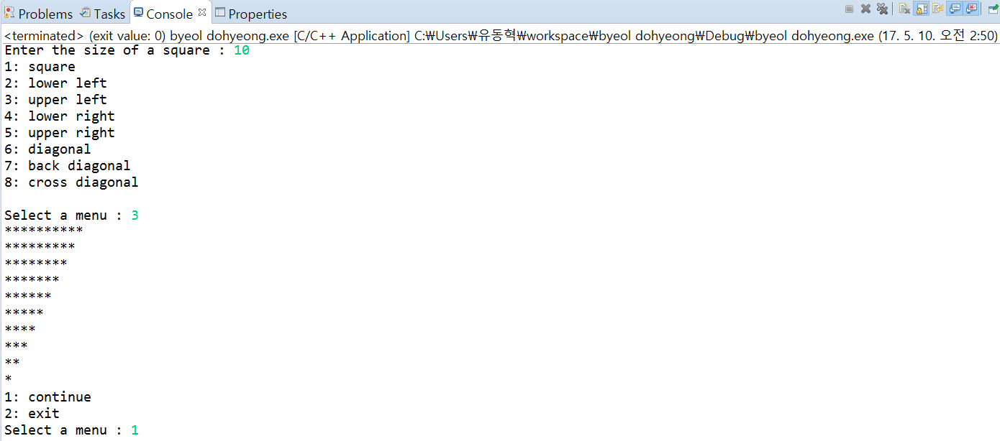 Problems Tasks Console Properties
<terminated> (exit value: 0) byeol dohyeong.exe [C/C++ Application] C:₩Users₩유동혁₩workspace₩byeol dohyeong₩Debug₩byeol dohyeong.exe (17. 5. 10. 오전 2:50)
Enter the size of a square : 10
1: square
2: lower left
3: upper left
4: lower right
5: upper right
6: diagonal
7: back diagonal
8: cross diagonal
Select a menu : 3
**********
*********
********
*******
******
*****
****
***
**
*
1: continue
2: exit
Select a menu : 1